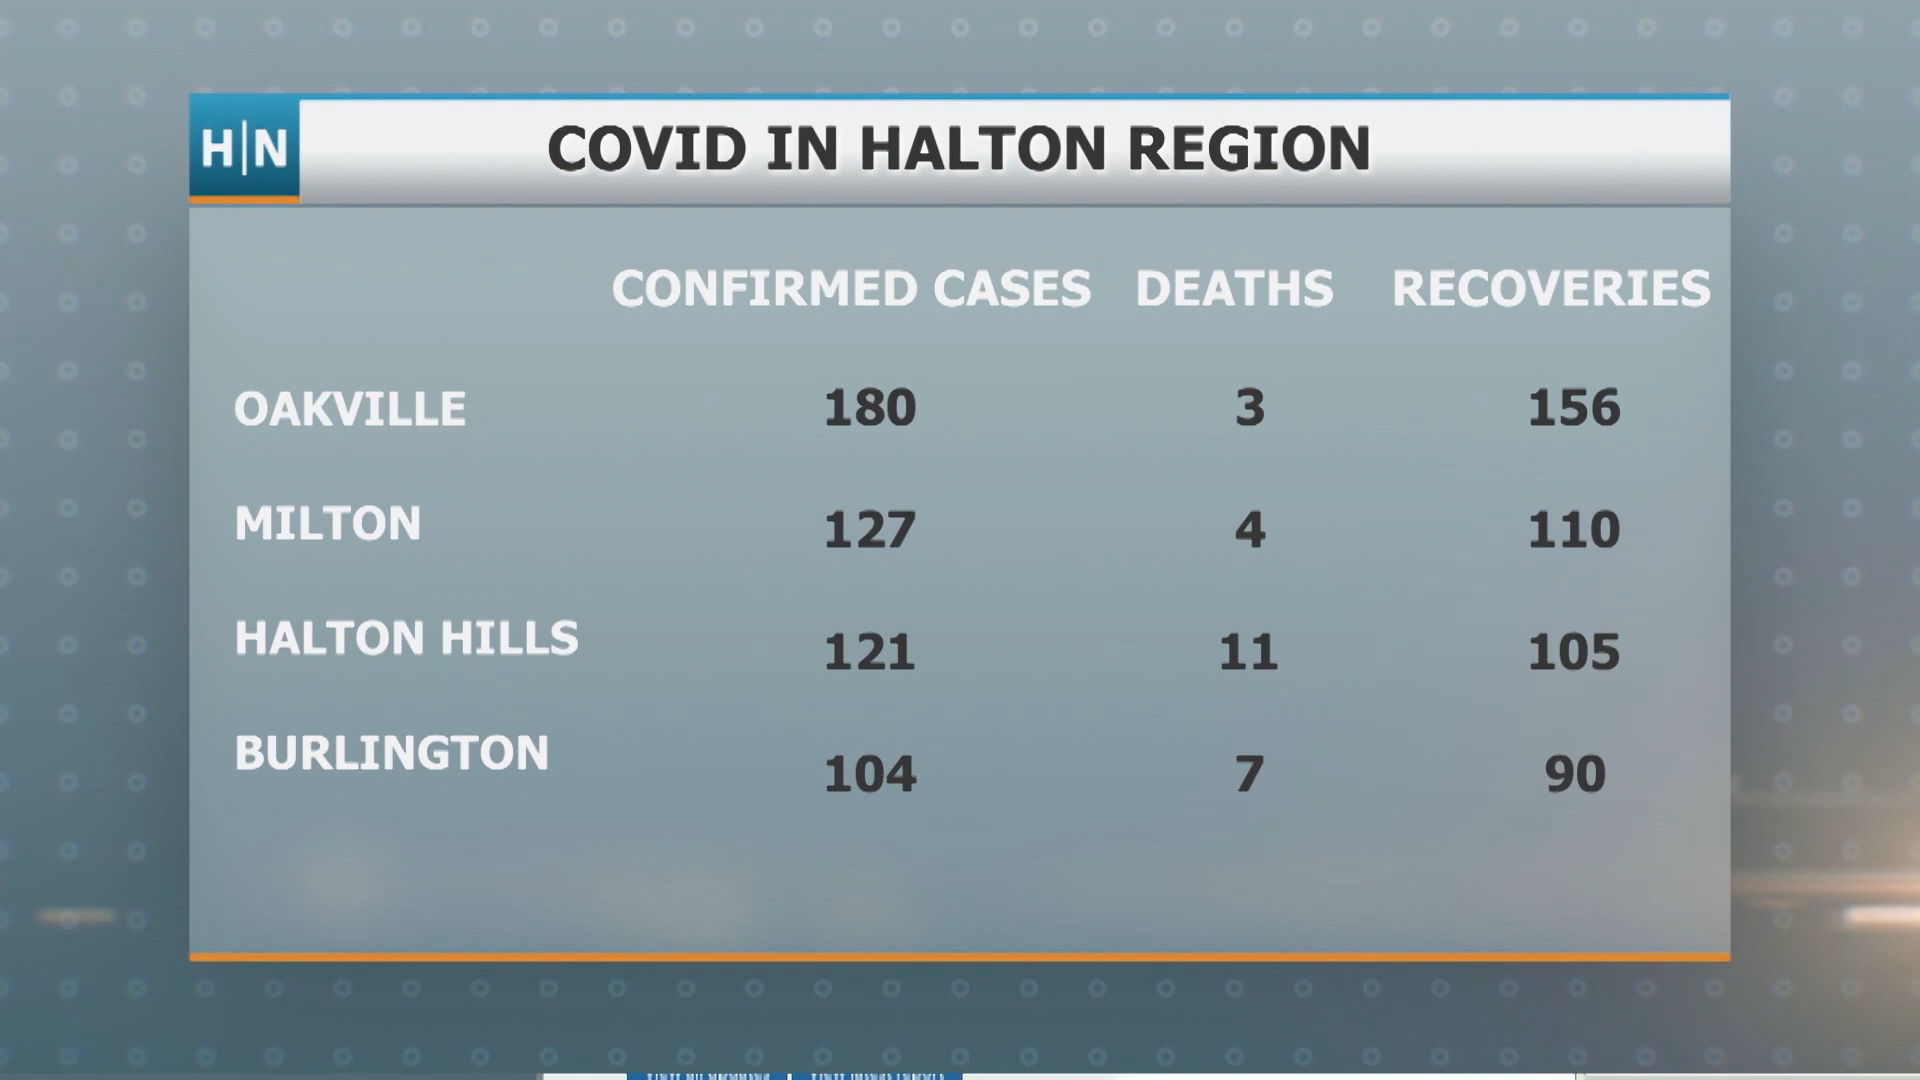 H|N
COVID IN HALTON REGION
CONFIRMED CASES DEATHS RECOVERIES
OAKVILLE 180 3 156
MILTON 127 4 110
HALTON HILLS 121 11 105
BURLINGTON 104 7 90